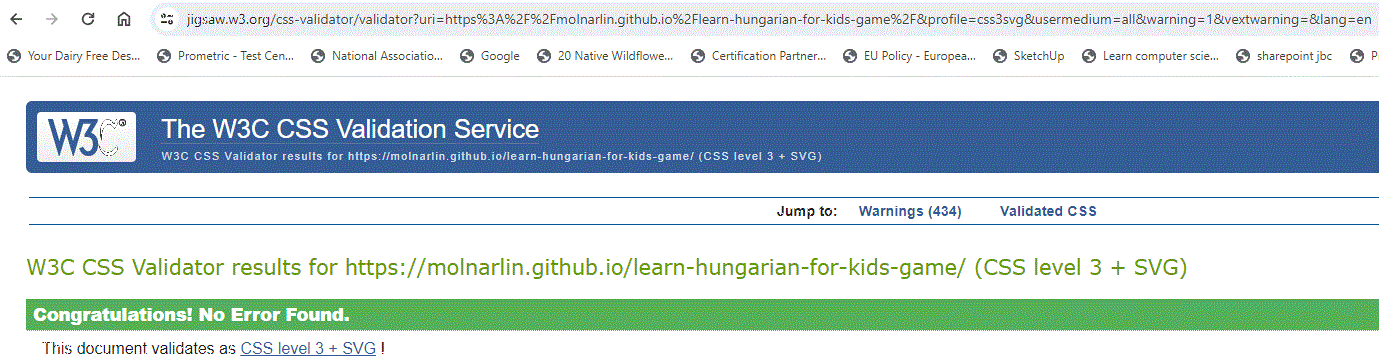 jigsaw.w3.org/css-validator/validator?uri=https%3A%2F%2Fmolnarlin.github.io%2Flearn-hungarian-for-kids-game%2F&profile=css3svg&usermedium=all&warning=1&vextwarning=&lang=en
Your Dairy Free Des... Prometric - Test Cen... National Associatio... Google 20 Native Wildflowe... Certification Partner... EU Policy - Europea... SketchUp Learn computer scie... sharepoint jbc P
W3C The W3C CSS Validation Service
W3C CSS Validator results for https://molnarlin.github.io/learn-hungarian-for-kids-game/ (CSS level 3 + SVG)
Jump to: Warnings (434) Validated CSS
W3C CSS Validator results for https://molnarlin.github.io/learn-hungarian-for-kids-game/ (CSS level 3 + SVG)
Congratulations! No Error Found.
This document validates as CSS level 3 + SVG !